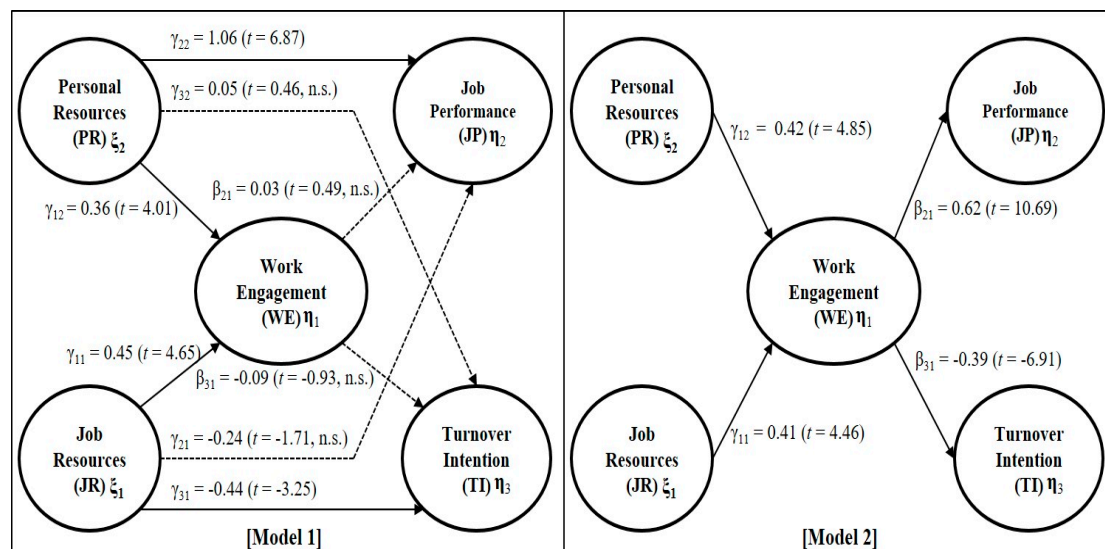 γ22 = 1.06 (t = 6.87)
γ32 = 0.05 (t = 0.46, n.s.)
Personal
Resources
(PR) ξ2
Job
Performance
(JP) η2
β21 = 0.03 (t = 0.49, n.s.)
γ12 = 0.36 (t = 4.01)
Work
Engagement
(WE) η1
γ11 = 0.45 (t = 4.65)
β31 = -0.09 (t = -0.93, n.s.)
Job
Resources
(JR) ξ1
γ21 = -0.24 (t = -1.71, n.s.)
γ31 = -0.44 (t = -3.25)
Turnover
Intention
(TI) η3
[Model 1]
Personal
Resources
(PR) ξ2
Job
Performance
(JP) η2
γ12 = 0.42 (t = 4.85)
β21 = 0.62 (t = 10.69)
Work
Engagement
(WE) η1
β31 = -0.39 (t = -6.91)
γ11 = 0.41 (t = 4.46)
Job
Resources
(JR) ξ1
Turnover
Intention
(TI) η3
[Model 2]